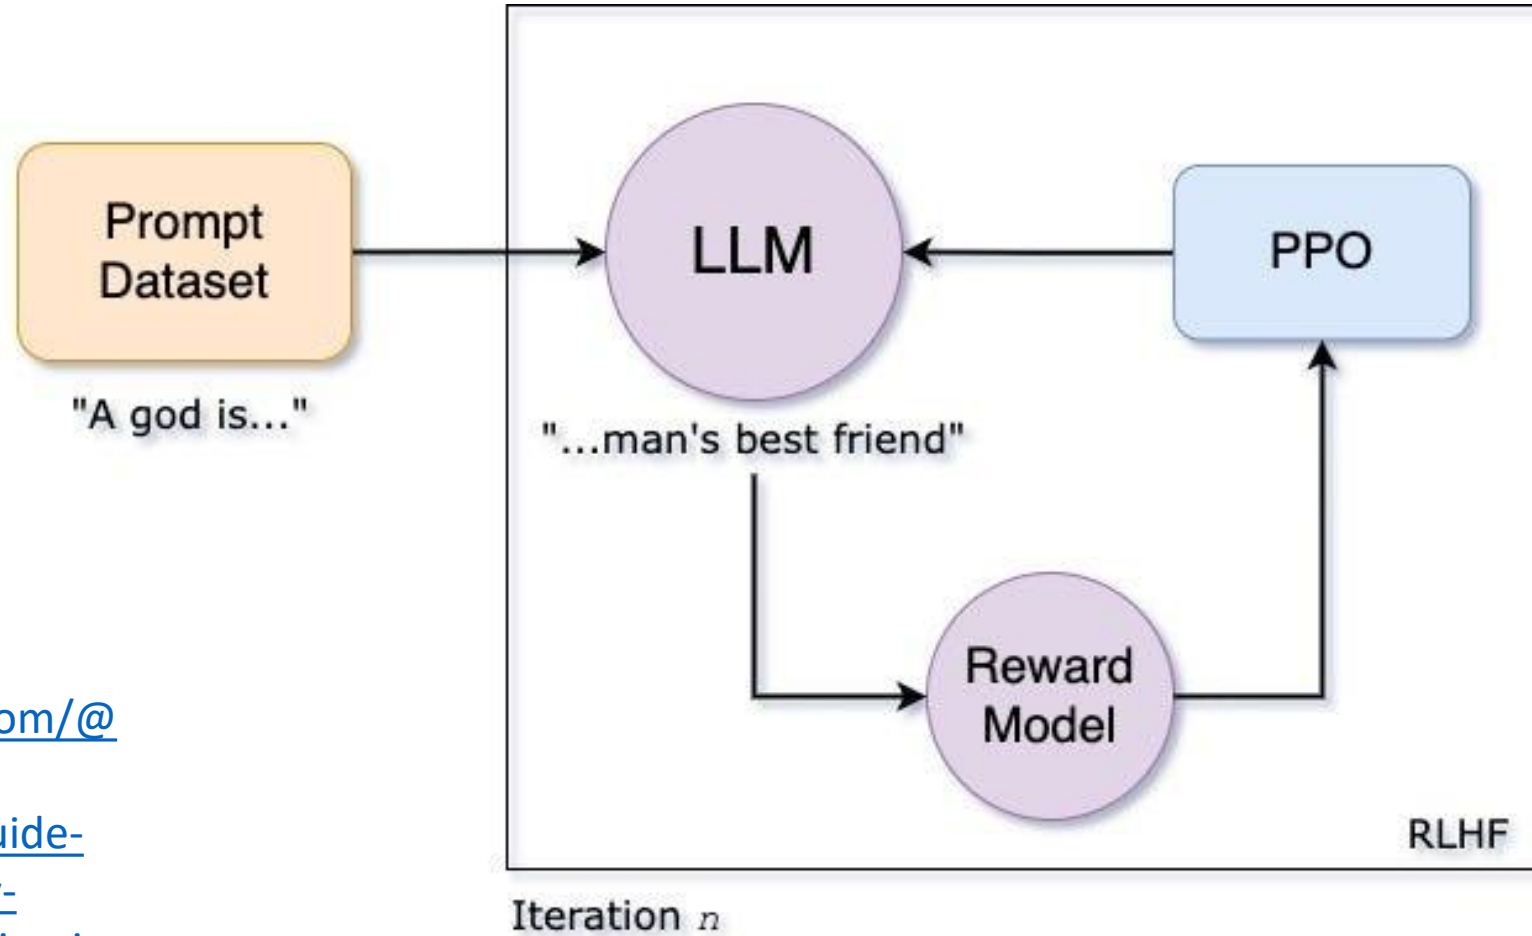 Prompt
Dataset
"A god is..."
LLM
"...man's best friend"
PPO
Reward
Model
RLHF
Iteration n
om/@
uide-